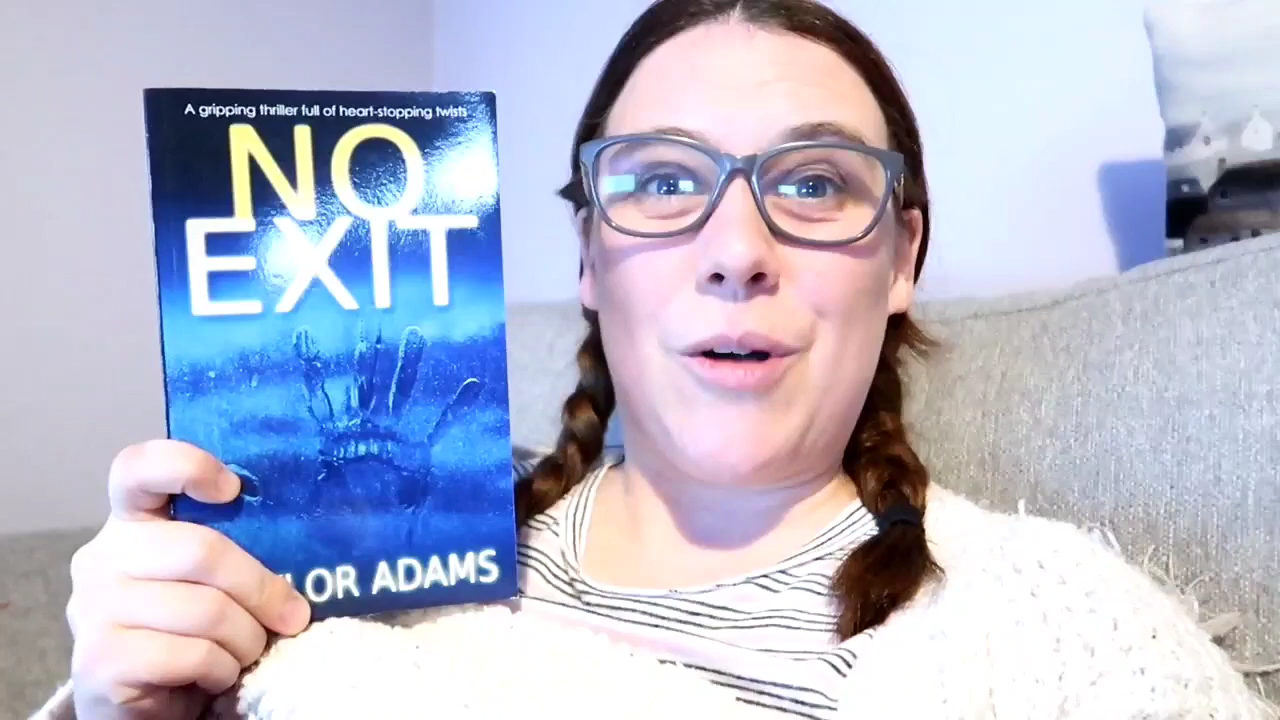 A gripping thriller full of heart-stopping twists
NO
EXIT
LOR ADAMS